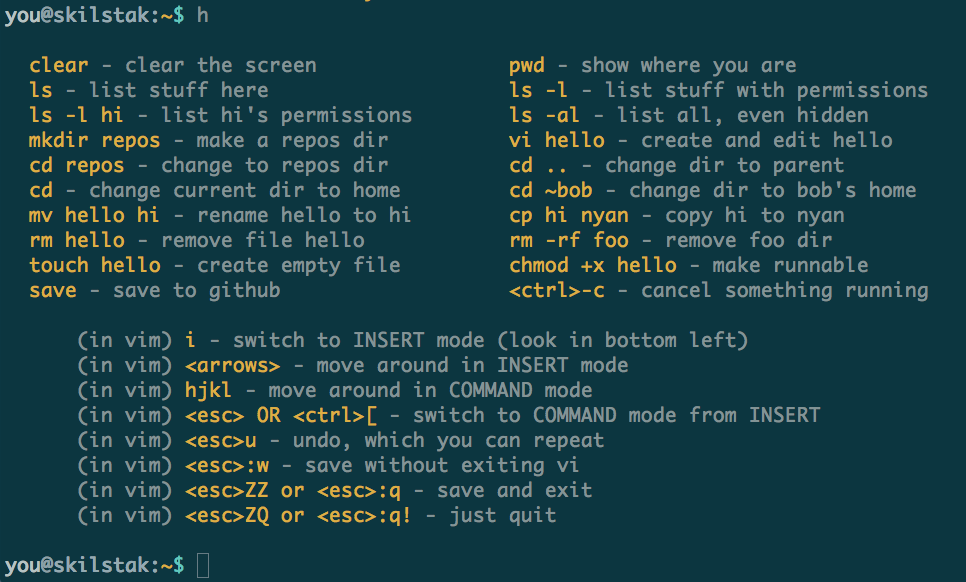 you@skilstak:~$ h
clear - clear the screen pwd - show where you are
ls - list stuff here ls -l - list stuff with permissions
ls -l hi - list hi's permissions ls -al - list all, even hidden
mkdir repos - make a repos dir vi hello - create and edit hello
cd repos - change to repos dir cd .. - change dir to parent
cd - change current dir to home cd ~bob - change dir to bob's home
mv hello hi - rename hello to hi cp hi nyan - copy hi to nyan
rm hello - remove file hello rm -rf foo - remove foo dir
touch hello - create empty file chmod +x hello - make runnable
save - save to github <ctrl>-c - cancel something running
(in vim) i - switch to INSERT mode (look in bottom left)
(in vim) <arrows> - move around in INSERT mode
(in vim) hjkl - move around in COMMAND mode
(in vim) <esc> OR <ctrl>[ - switch to COMMAND mode from INSERT
(in vim) <esc>u - undo, which you can repeat
(in vim) <esc>:w - save without exiting vi
(in vim) <esc>ZZ or <esc>:q - save and exit
(in vim) <esc>ZQ or <esc>:q! - just quit
you@skilstak:~$